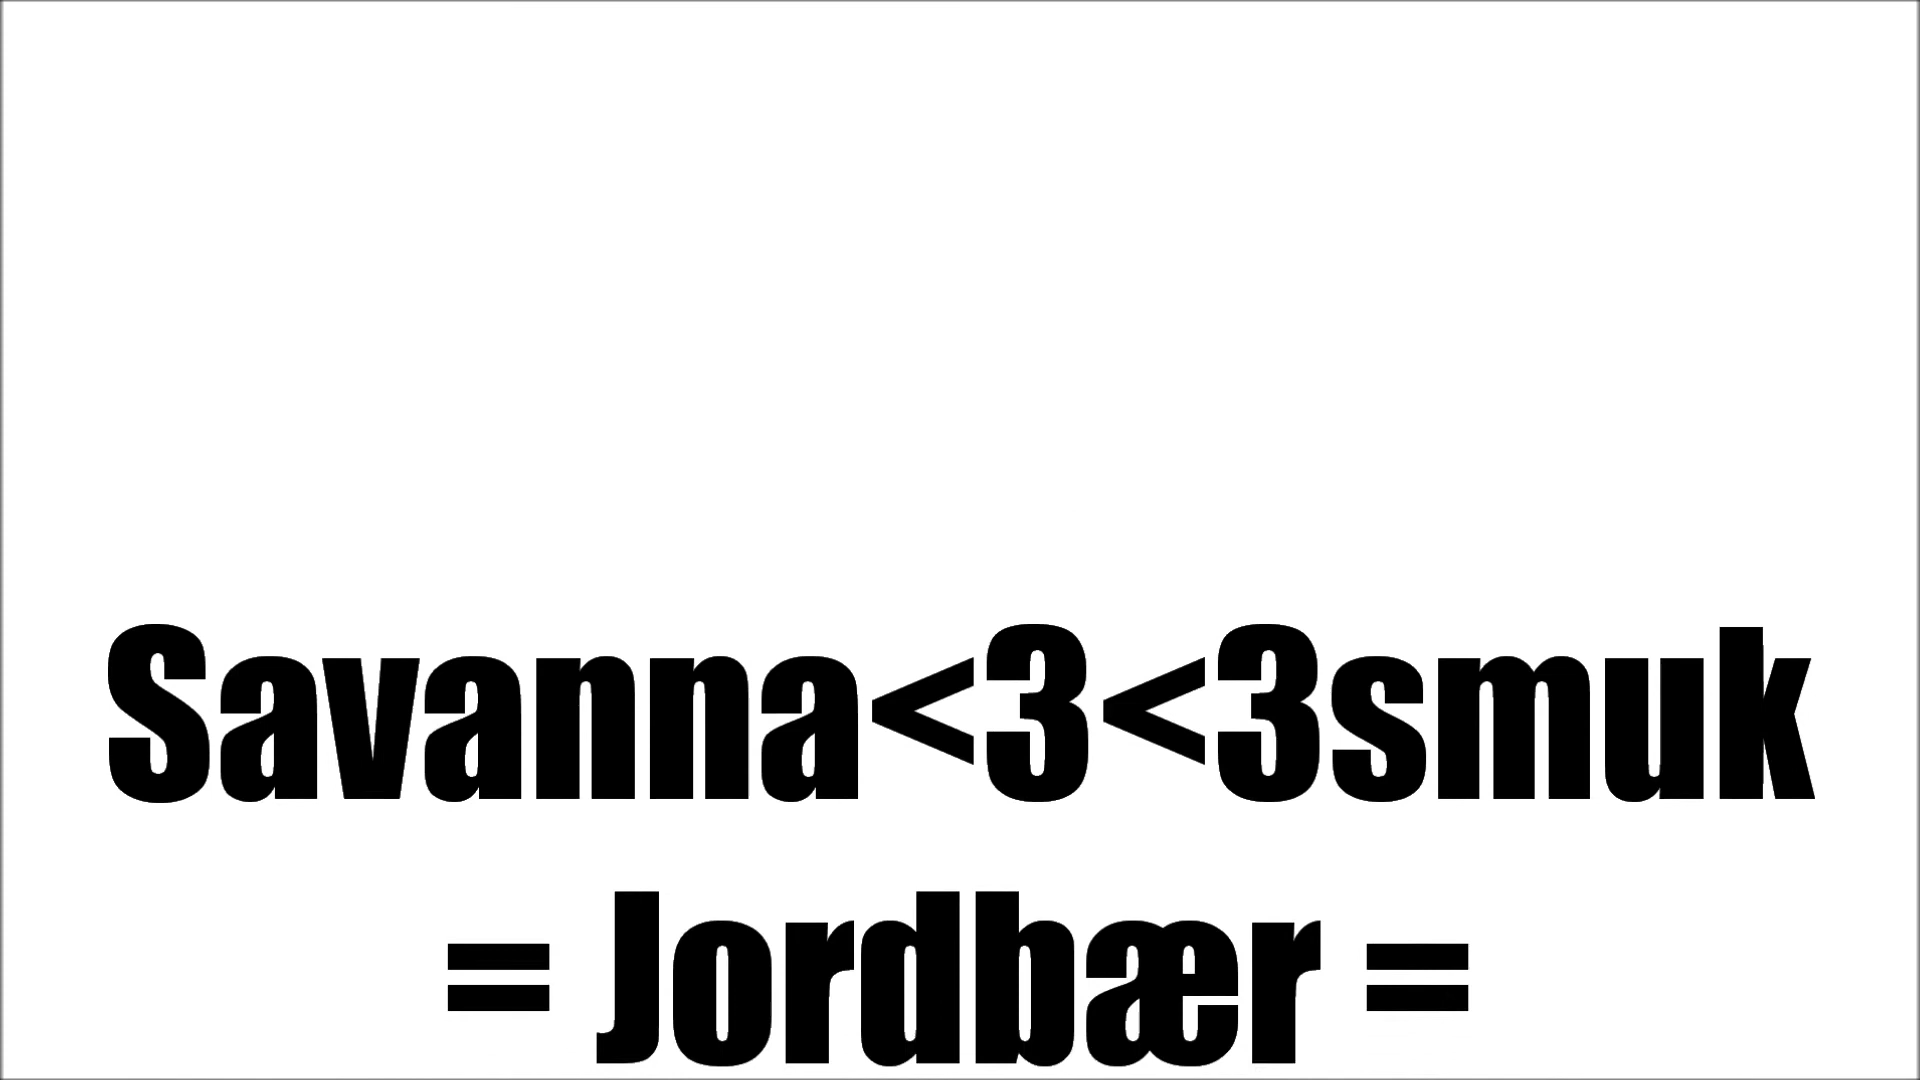 Savanna<3<3smuk
= Jordbær =